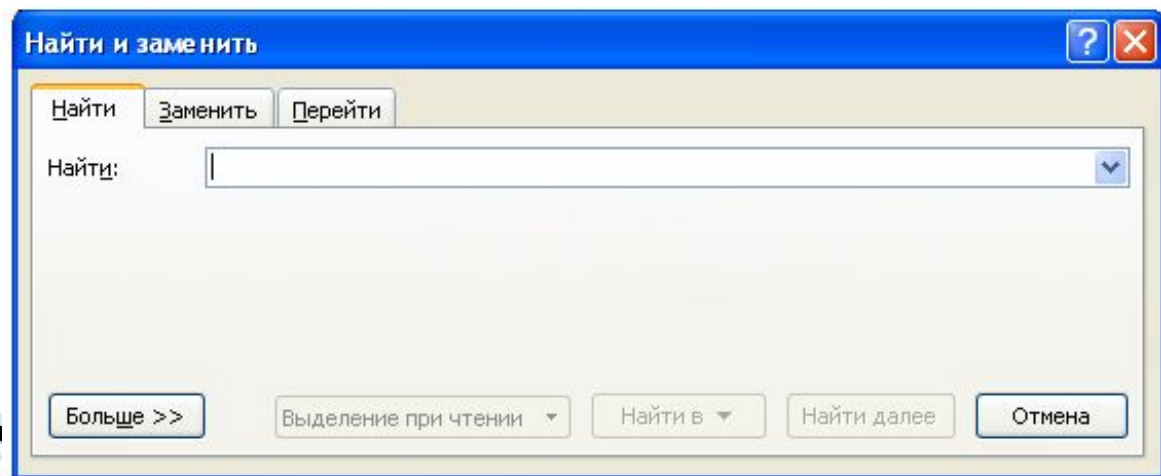 Найти и заменить
Найти Заменить Перейти
Найти:
Больше >> Выделение при чтении Найти в Найти далее Отмена